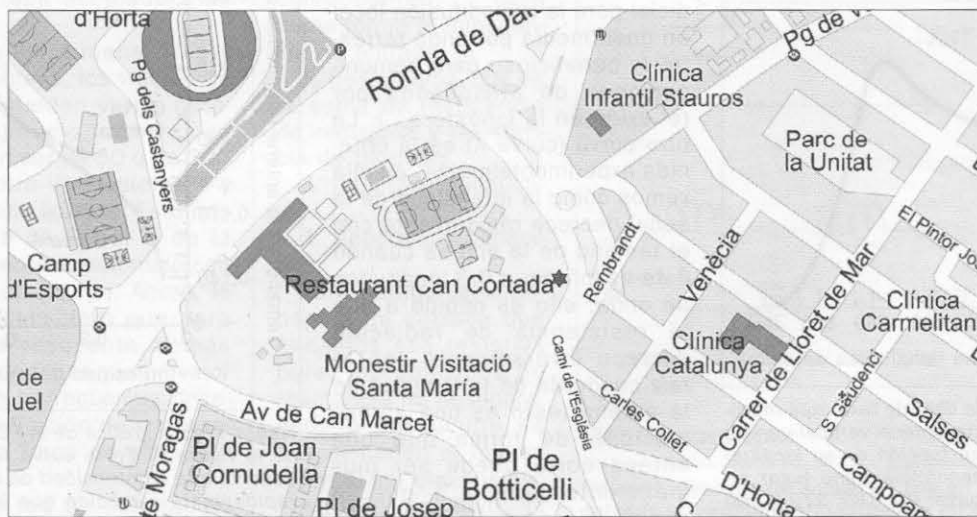 d'Horta
Pg dels Castanyers
Ronda de Dalt
Clínica
Infantil Stauros
Pg de
Parc de
la Unitat
El Pintor Jo
Camp
d'Esports
Restaurant Can Cortada
Rembrandt
Venècia
Carrer de Lloret de Mar
Clínica
Carmelitan
Clínica
Catalunya
S. Gaudenci
Monestir Visitació
Santa María
Camí de l'Església
Carles Collet
Salses
Campoam
de
uel
te Moragas
Av de Can Marcet
Pl de Joan
Cornudella
Pl de
Botticelli
D'Horta
Pl de Josep